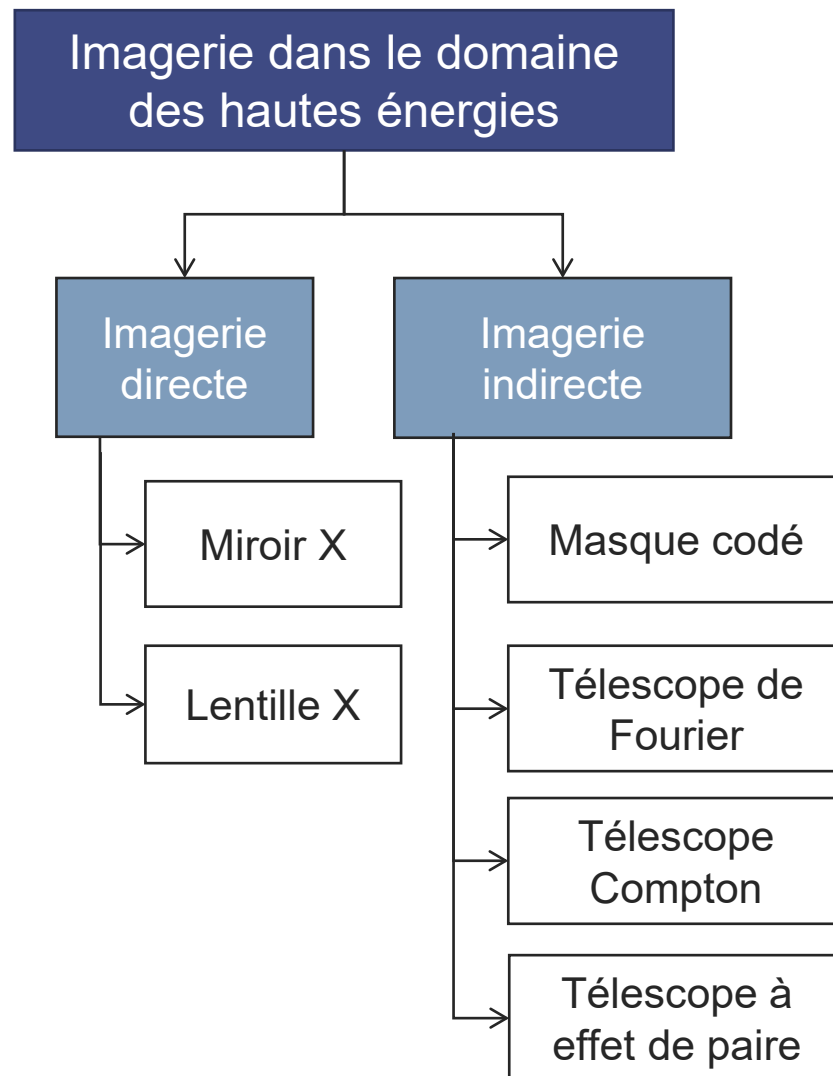 Imagerie dans le domaine
des hautes énergies
Imagerie
directe
Miroir X
Lentille X
Imagerie
indirecte
Masque codé
Télescope de
Fourier
Télescope
Compton
Télescope à
effet de paire